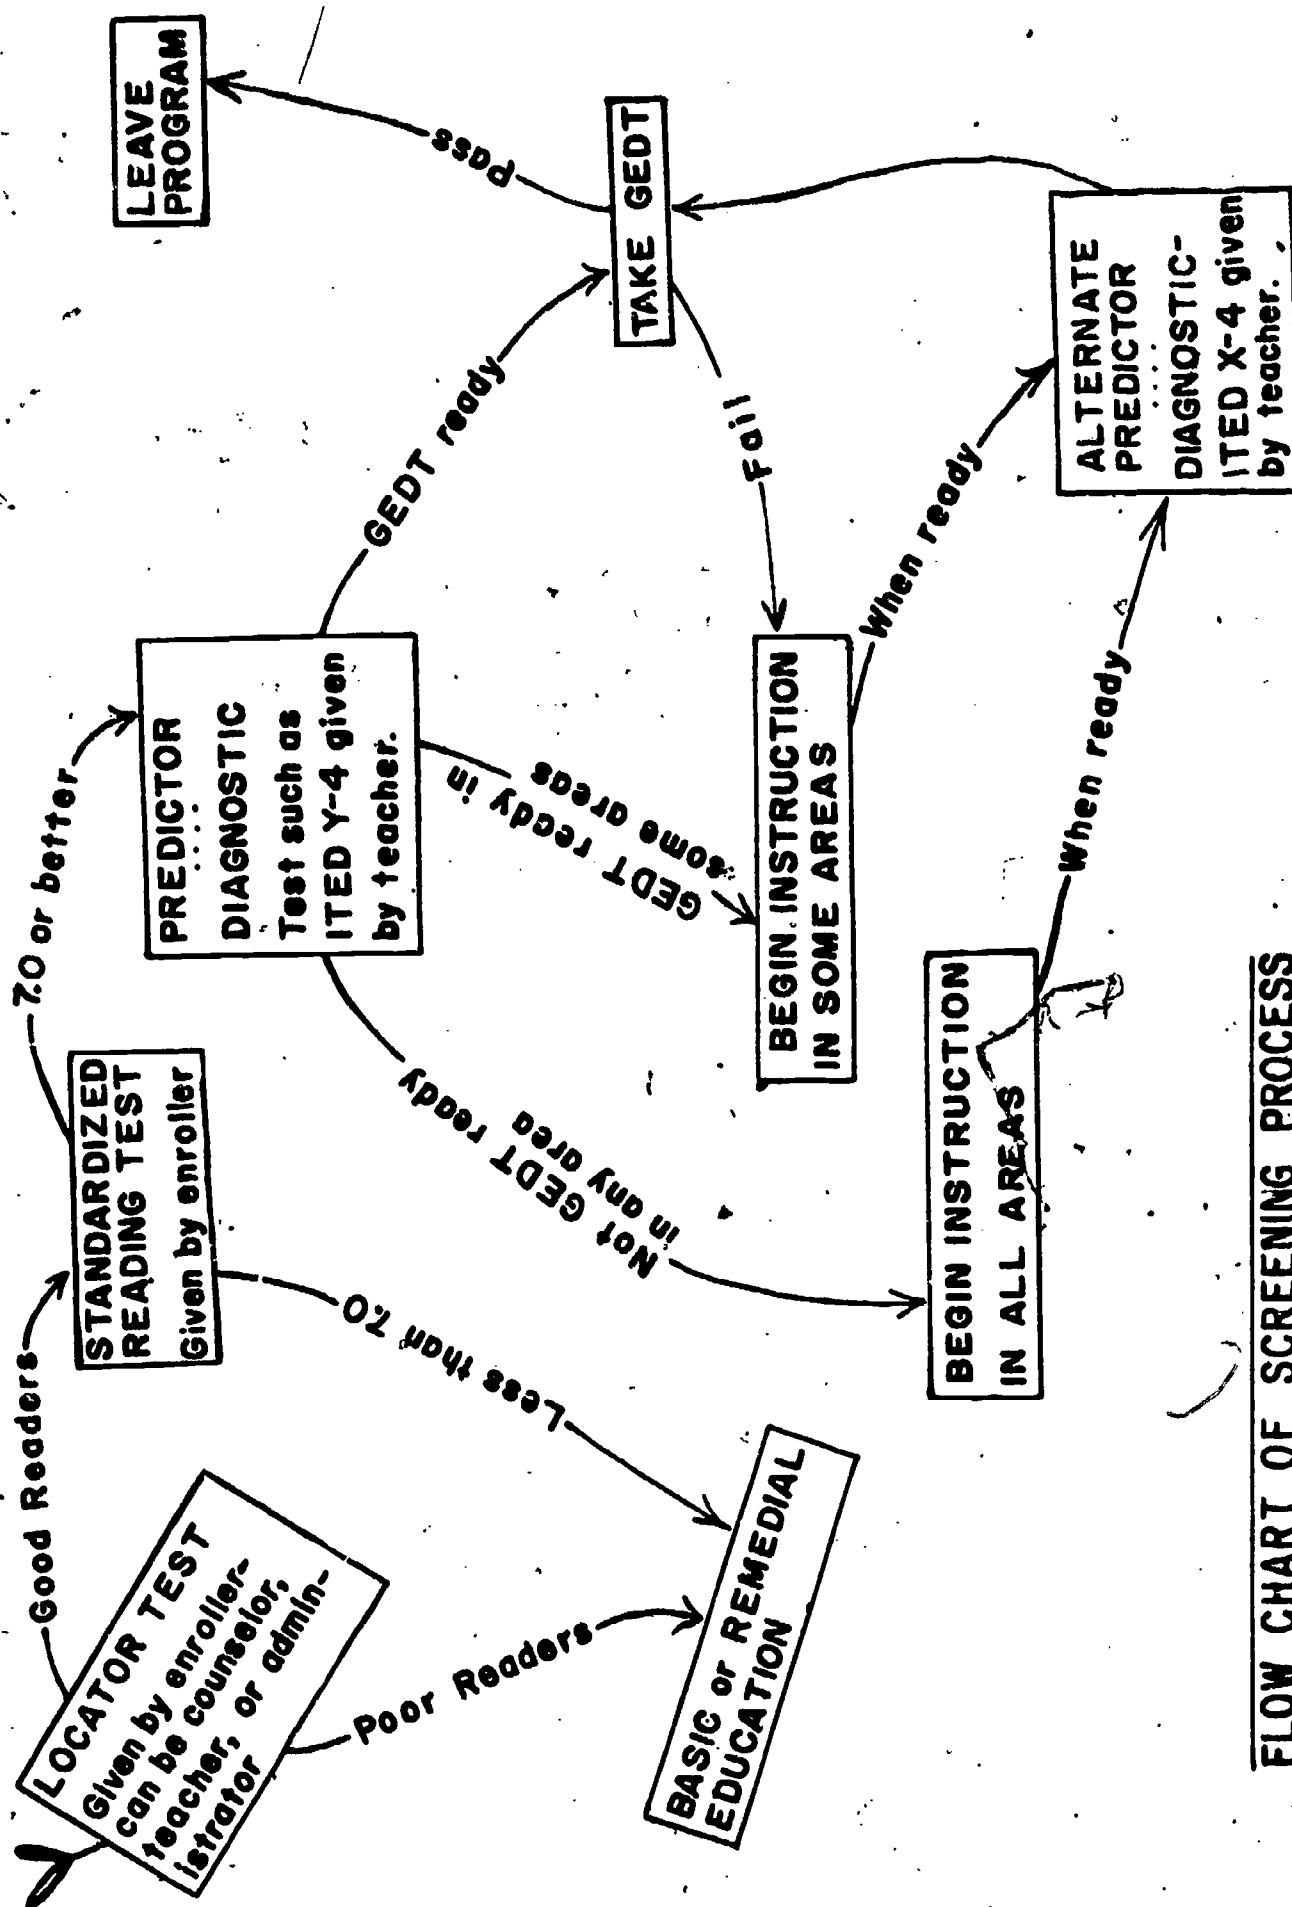 LOCATOR TEST
Given by enroller-
can be counselor,
teacher, or admin-
istrator
Good Readers
Poor Readers
STANDARDIZED
READING TEST
Given by enroller
7.0 or better
Less than 7.0
BASIC or REMEDIAL
EDUCATION
PREDICTOR
....
DIAGNOSTIC
Test such as
ITED Y-4 given
by teacher.
GEDT ready
GEDT ready in
some areas
Not GEDT ready
in any area
BEGIN INSTRUCTION
IN SOME AREAS
BEGIN INSTRUCTION
IN ALL AREAS
When ready
When ready
LEAVE
PROGRAM
Pass
TAKE GEDT
Fail
ALTERNATE
PREDICTOR
....
DIAGNOSTIC-
ITED X-4 given
by teacher.
FLOW CHART OF SCREENING PROCESS